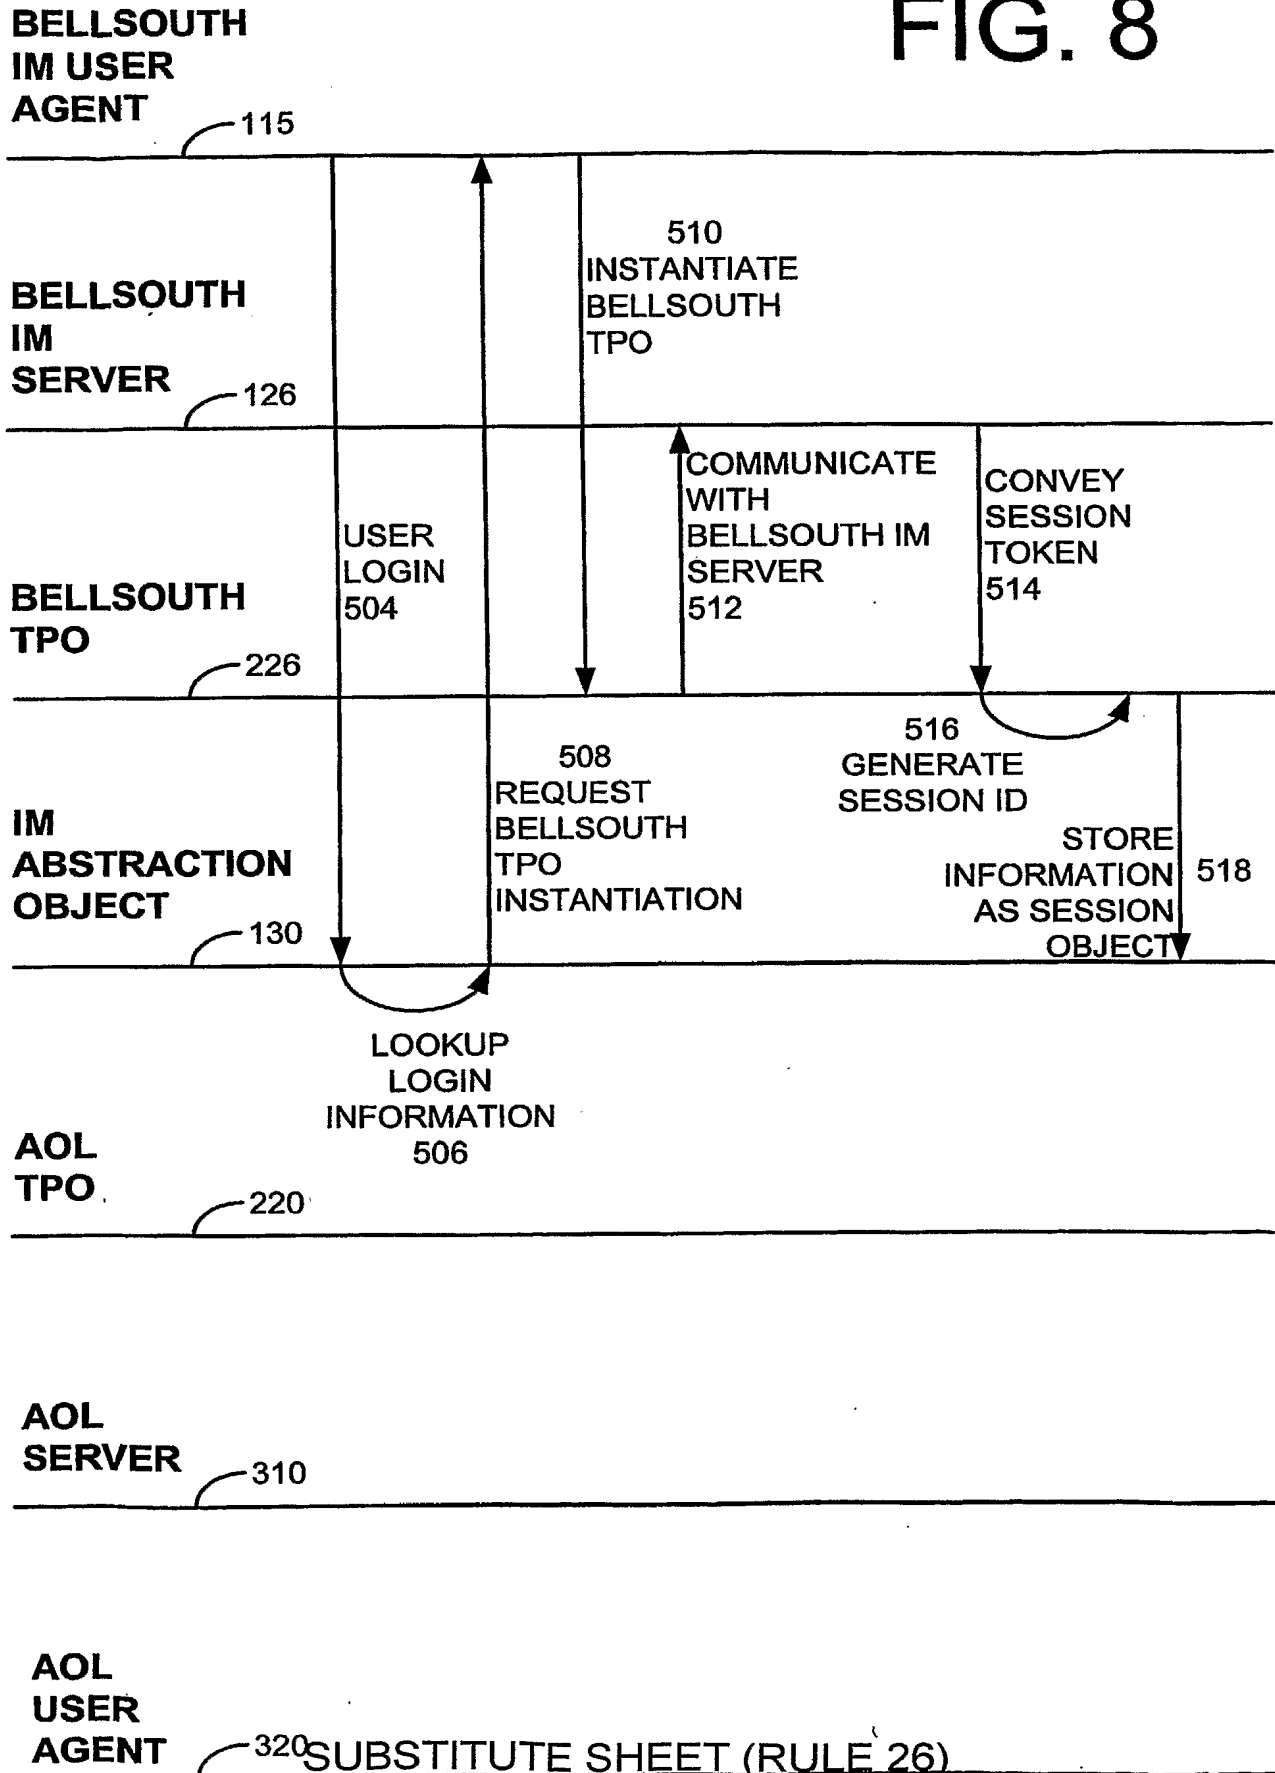 FIG. 8
BELLSOUTH
IM USER
AGENT
115
510
INSTANTIATE
BELLSOUTH
TPO
BELLSOUTH
IM
SERVER
126
COMMUNICATE
WITH
BELLSOUTH IM
SERVER
512
CONVEY
SESSION
TOKEN
514
USER
LOGIN
504
BELLSOUTH
TPO
226
516
GENERATE
SESSION ID
508
REQUEST
BELLSOUTH
TPO
INSTANTIATION
STORE
INFORMATION
AS SESSION
OBJECT
518
IM
ABSTRACTION
OBJECT
130
LOOKUP
LOGIN
INFORMATION
506
AOL
TPO
220
AOL
SERVER
310
AOL
USER
AGENT
320
SUBSTITUTE SHEET (RULE 26)